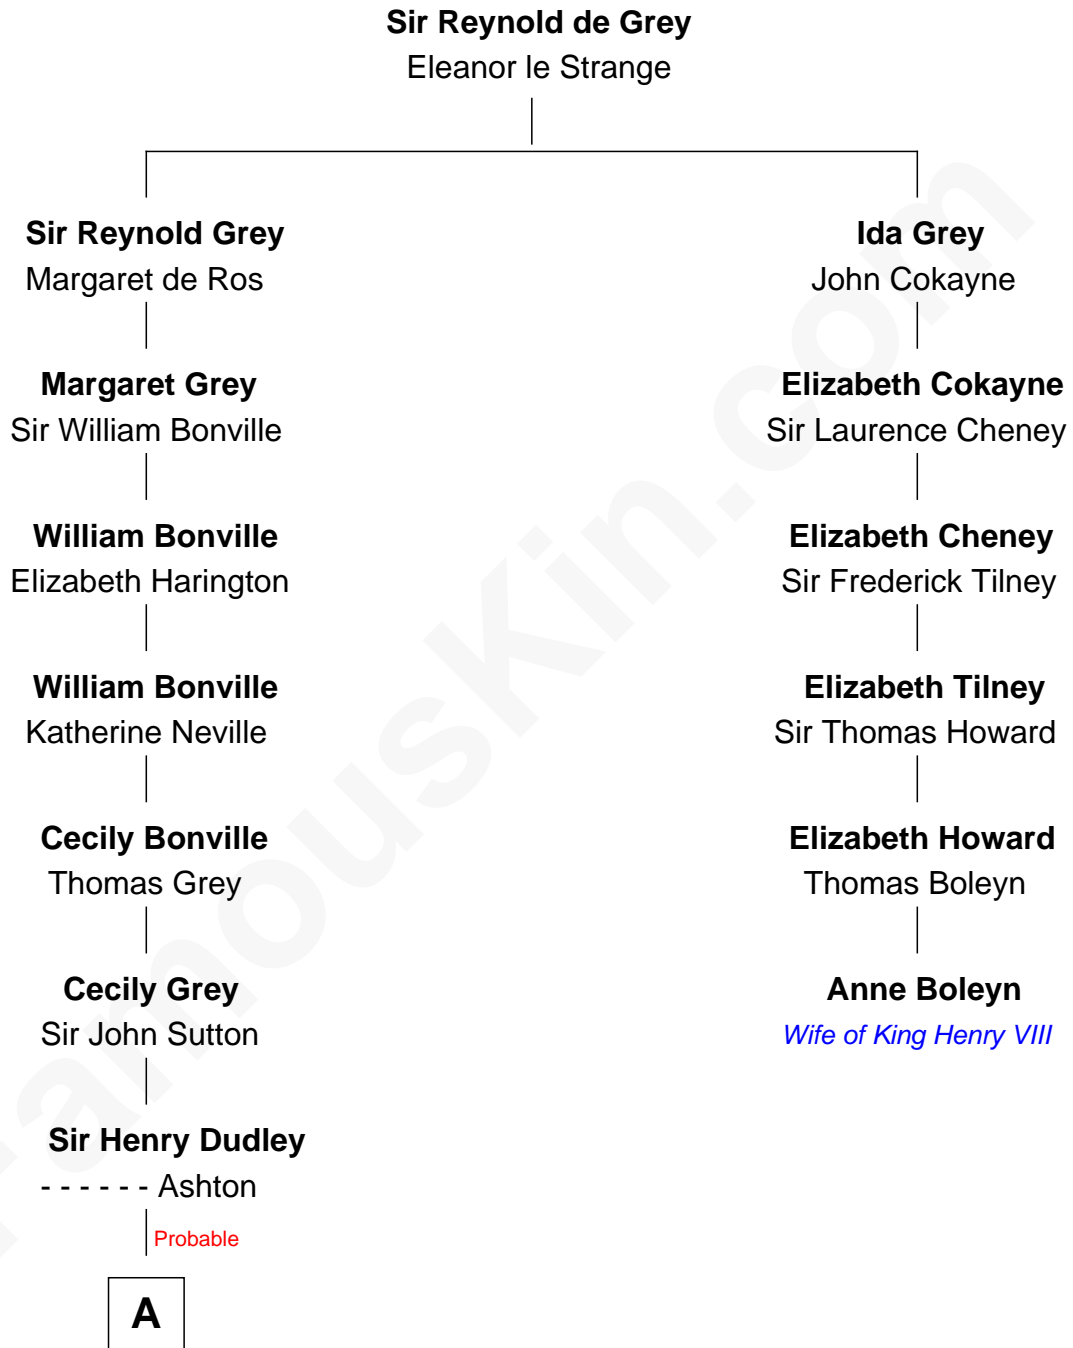 Sir Reynold de Grey
Eleanor le Strange
Sir Reynold Grey
Margaret de Ros
Ida Grey
John Cokayne
Margaret Grey
Sir William Bonville
Elizabeth Cokayne
Sir Laurence Cheney
William Bonville
Elizabeth Harington
Elizabeth Cheney
Sir Frederick Tilney
William Bonville
Katherine Neville
Elizabeth Tilney
Sir Thomas Howard
Cecily Bonville
Thomas Grey
Elizabeth Howard
Thomas Boleyn
Cecily Grey
Sir John Sutton
Anne Boleyn
Wife of King Henry VIII
Sir Henry Dudley
- - - - - - Ashton
Probable
A
FamousKin.com